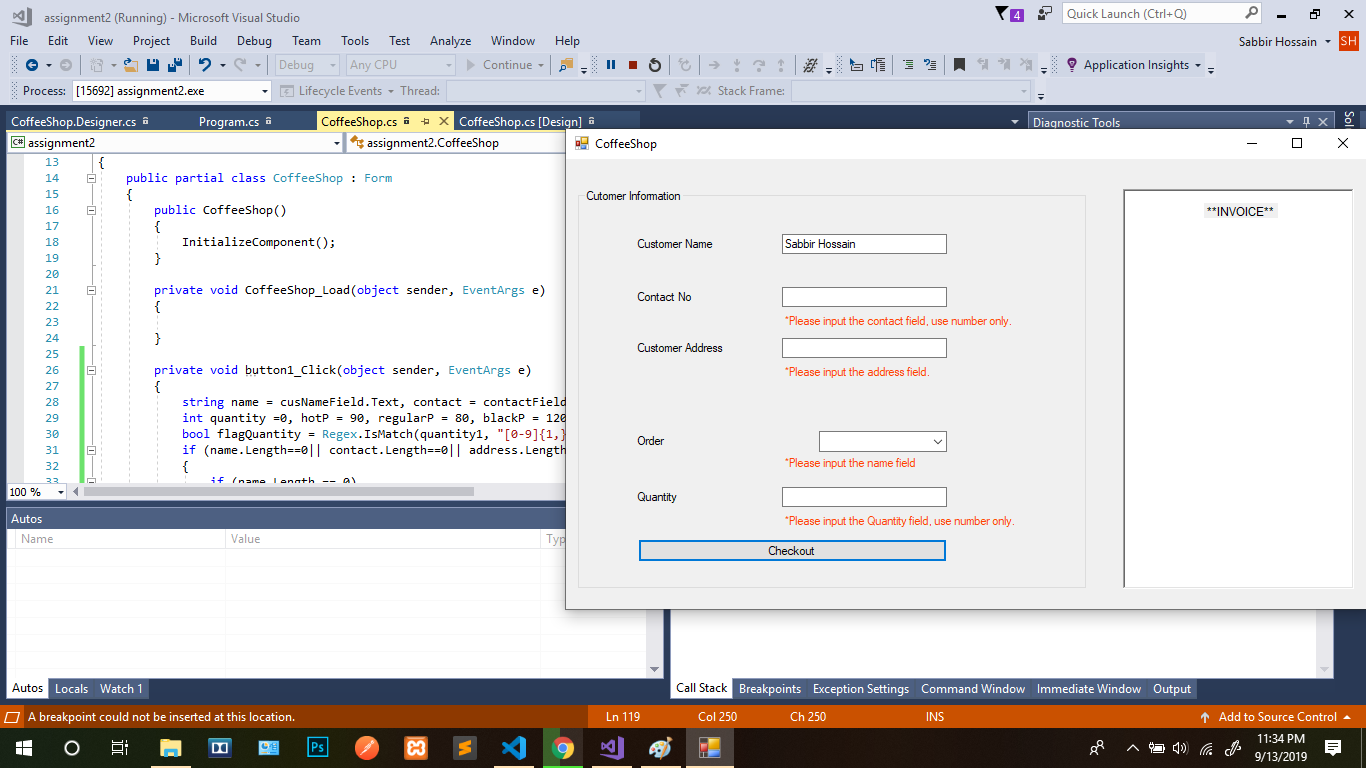 assignment2 (Running) - Microsoft Visual Studio
4
Quick Launch (Ctrl+Q)
File Edit View Project Build Debug Team Tools Test Analyze Window Help
Sabbir Hossain SH
Debug Any CPU Continue Application Insights
Process: [15692] assignment2.exe Lifecycle Events Thread: Stack Frame:
CoffeeShop.Designer.cs Program.cs CoffeeShop.cs CoffeeShop.cs [Design]
Diagnostic Tools
C# assignment2 assignment2.CoffeeShop
13 {
14 public partial class CoffeeShop : Form
15 {
16 public CoffeeShop()
17 {
18 InitializeComponent();
19 }
20
21 private void CoffeeShop_Load(object sender, EventArgs e)
22 {
23
24 }
25
26 private void button1_Click(object sender, EventArgs e)
27 {
28 string name = cusNameField.Text, contact = contactField
29 int quantity =0, hotP = 90, regularP = 80, blackP = 120
30 bool flagQuantity = Regex.IsMatch(quantity1, "[0-9]{1,}
31 if (name.Length==0|| contact.Length==0|| address.Length
32 {
33 if (name.Length == 0)
100 %
CoffeeShop
Cutomer Information
Customer Name Sabbir Hossain
Contact No
*Please input the contact field, use number only.
Customer Address
*Please input the address field.
Order
*Please input the name field
Quantity
*Please input the Quantity field, use number only.
Checkout
**INVOICE**
Autos
Name Value Typ
Autos Locals Watch 1
Call Stack Breakpoints Exception Settings Command Window Immediate Window Output
A breakpoint could not be inserted at this location. Ln 119 Col 250 Ch 250 INS Add to Source Control
Ps
11:34 PM
9/13/2019